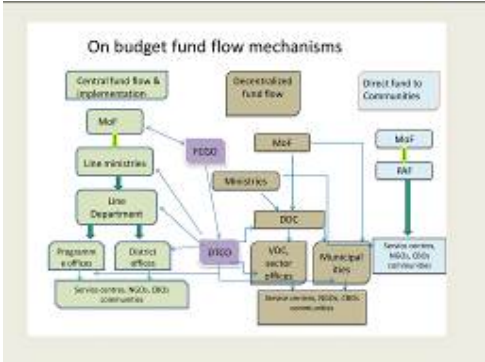 On budget fund flow mechanisms
Central fund flow &
implementation
Decentralized
fund flow
Direct fund to
Communities
MoF
FCGO
MoF
MoF
Line ministries
PAF
Ministries
Line
Department
DDC
Programm
e offices
District
offices
DTCO
VDC,
sector
offices
Municipal
ities
Service centres,
NGOs, CBOs
communities
Service centres, NGOs, CBOs
communities
Service centres, NGOs, CBOs
communities